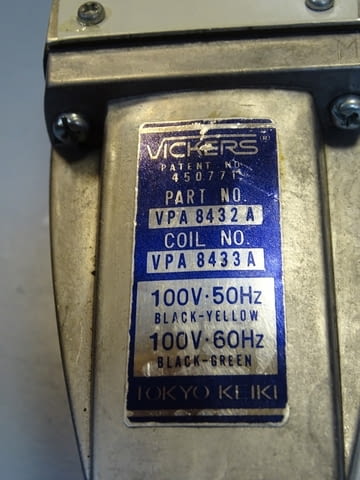 VICKERS ®
PATENT NO.
450771
PART NO.
VPA 8432 A
COIL NO.
VPA 8433 A
100V·50Hz
BLACK-YELLOW
100V·60Hz
BLACK-GREEN
TOKYO KEIKI